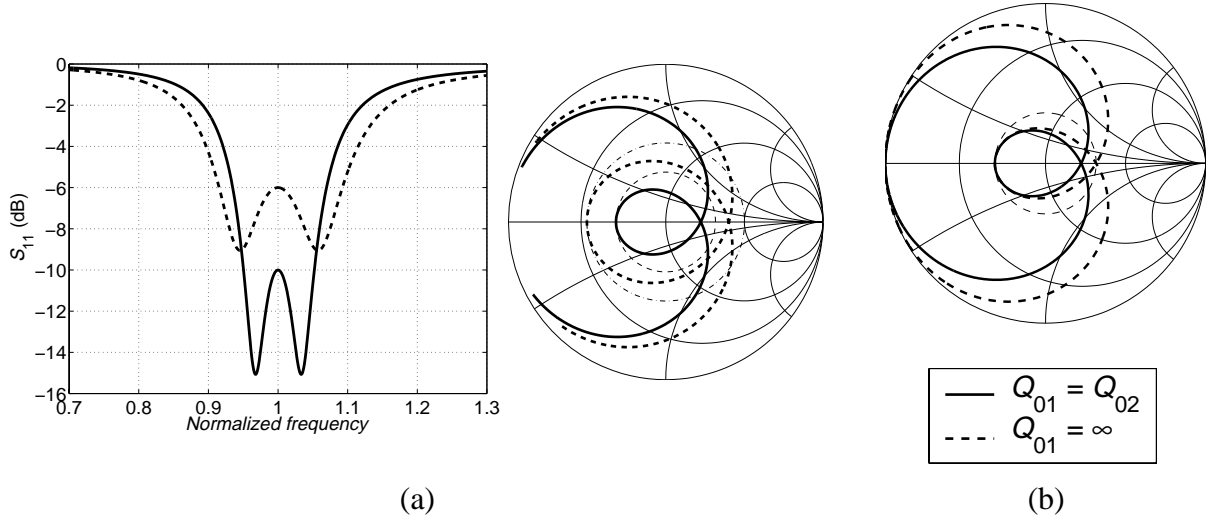 0
−2
−4
−6
−8
−10
−12
−14
−16
S11 (dB)
0.7 0.8 0.9 1 1.1 1.2 1.3
Normalized frequency
Q01 = Q02
Q01 = ∞
(a) (b)